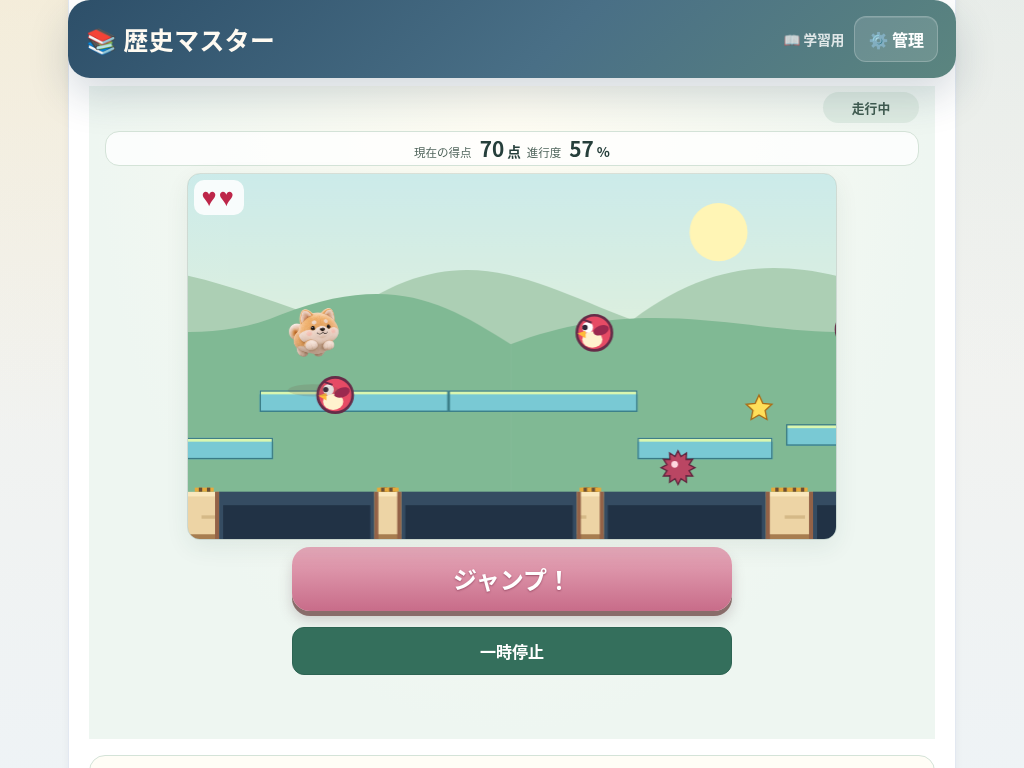 📚 歴史マスター
📖 学習用
⚙️ 管理
走行中
現在の得点 70 点 進行度 57 %
♥♥
ジャンプ！
一時停止